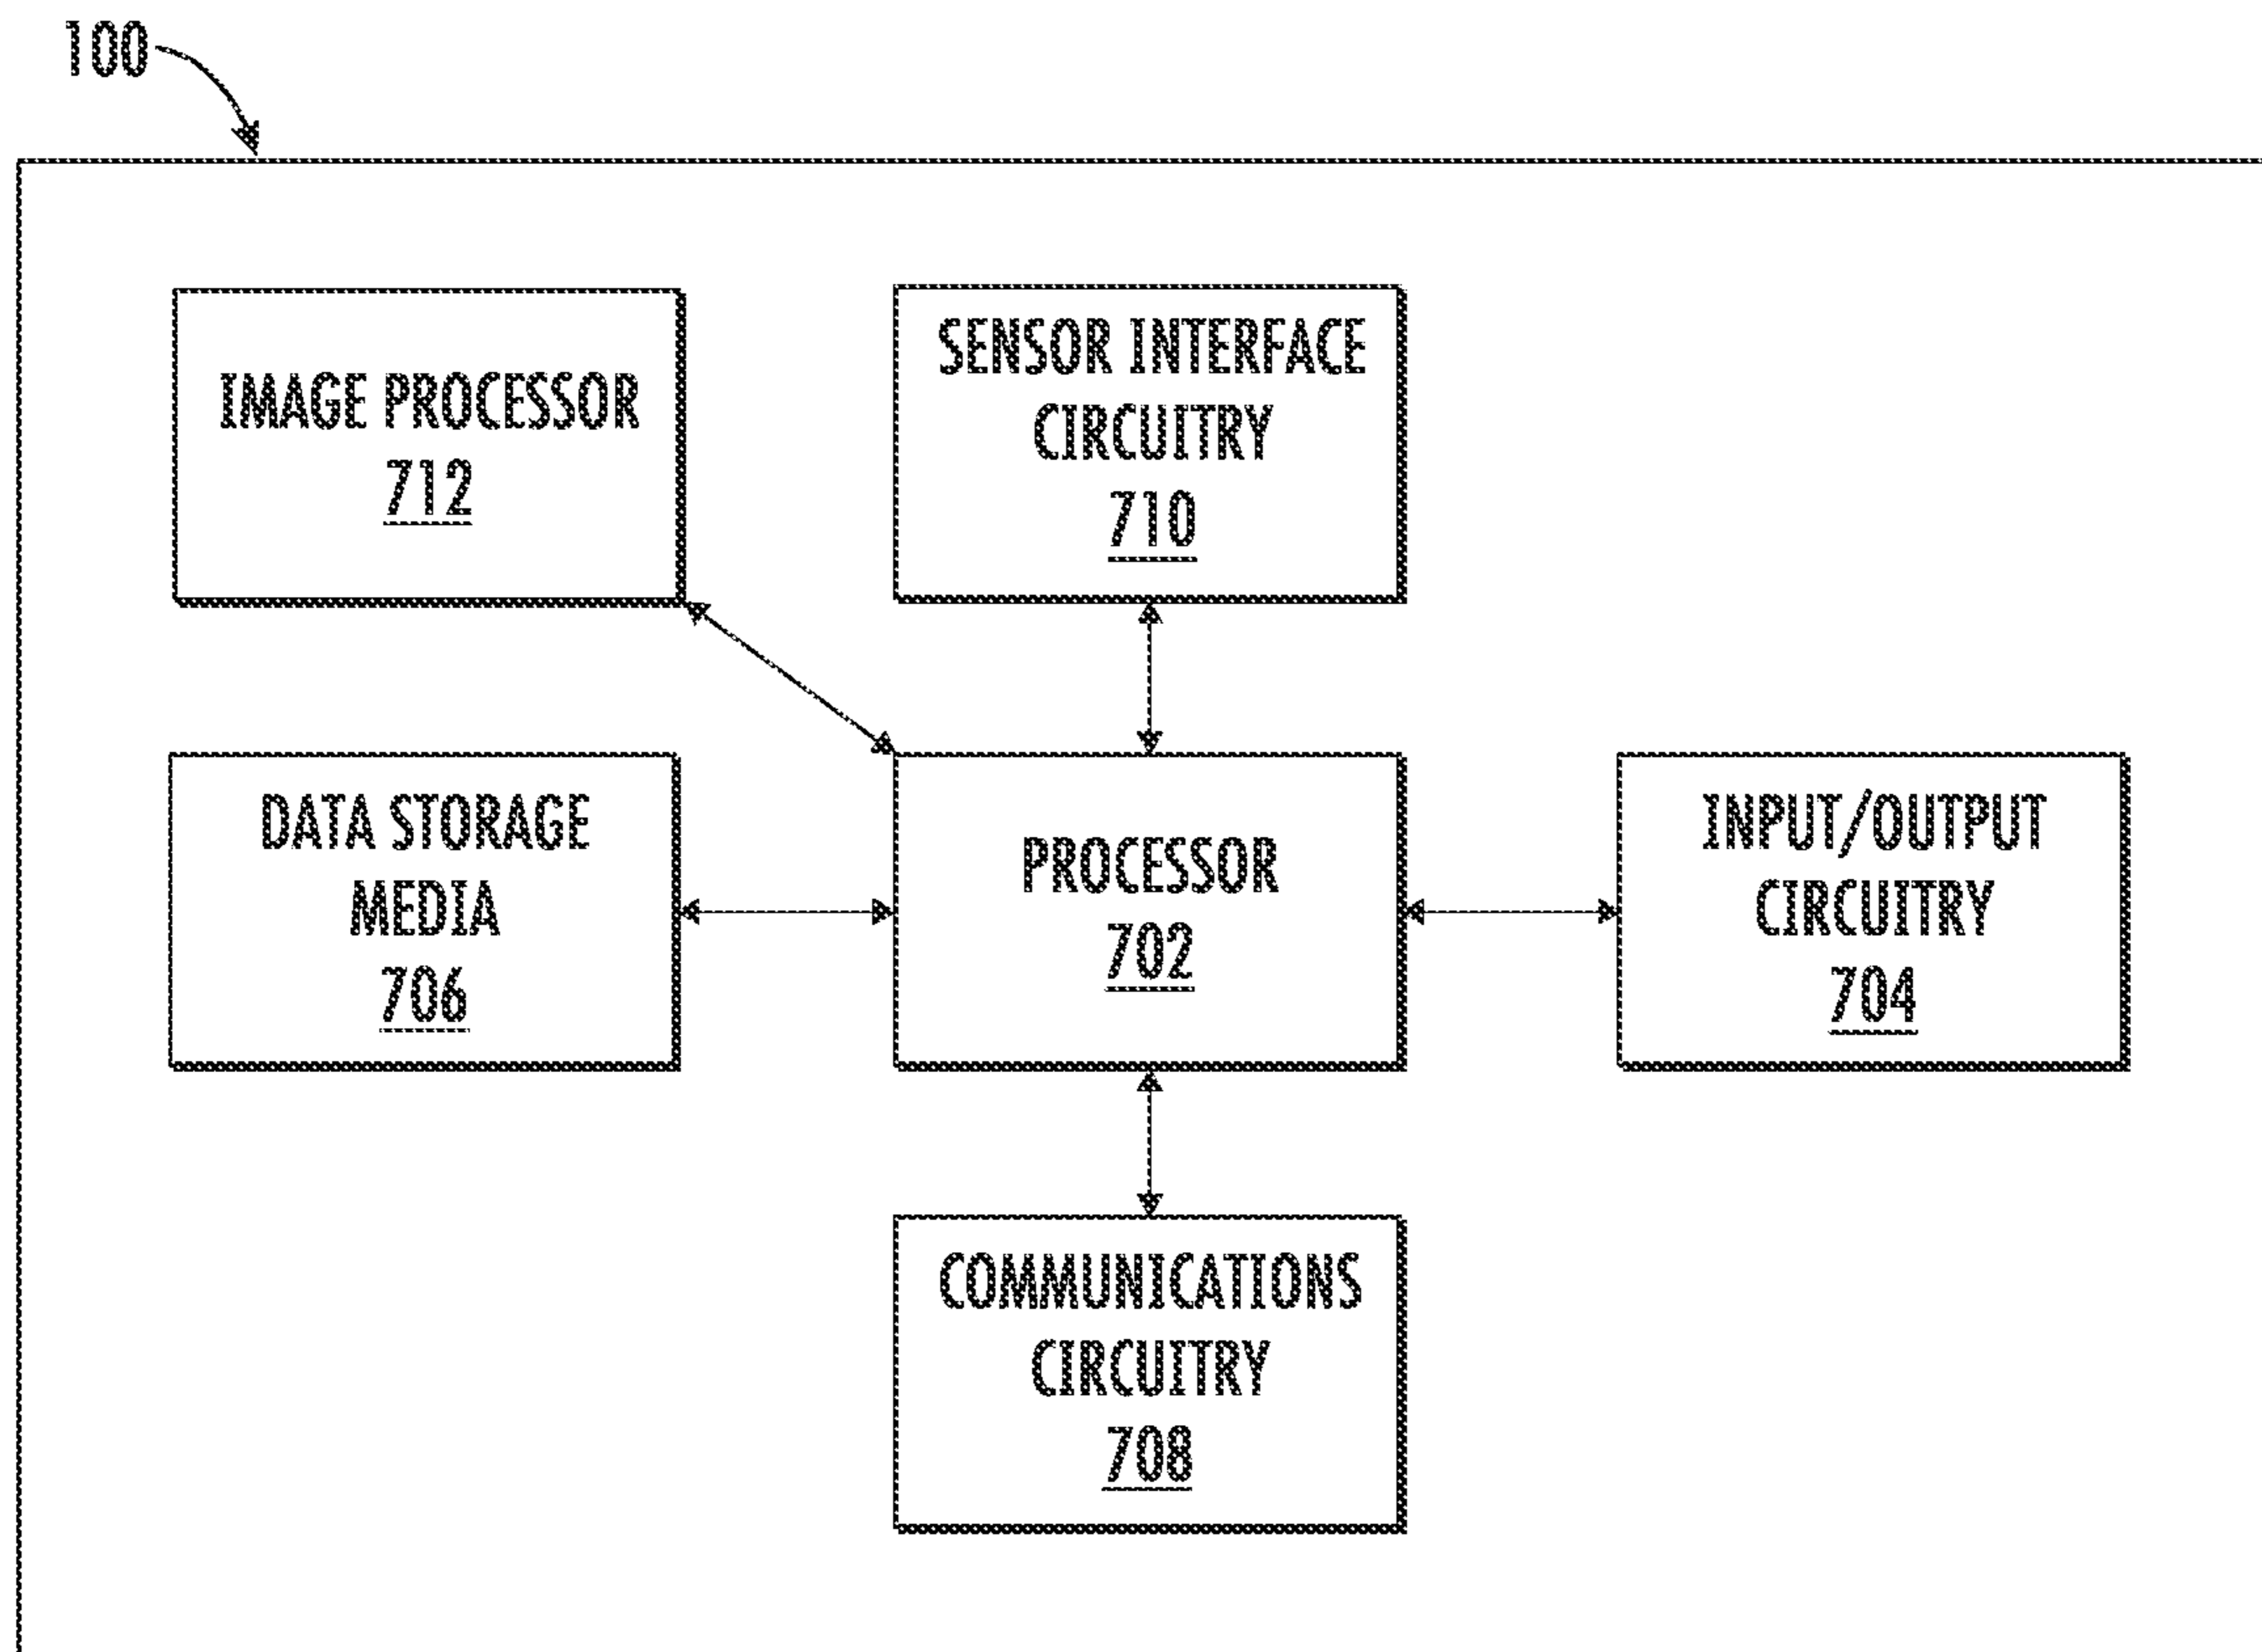 100
IMAGE PROCESSOR
712
SENSOR INTERFACE
CIRCUITRY
710
DATA STORAGE
MEDIA
706
PROCESSOR
702
INPUT/OUTPUT
CIRCUITRY
704
COMMUNICATIONS
CIRCUITRY
708